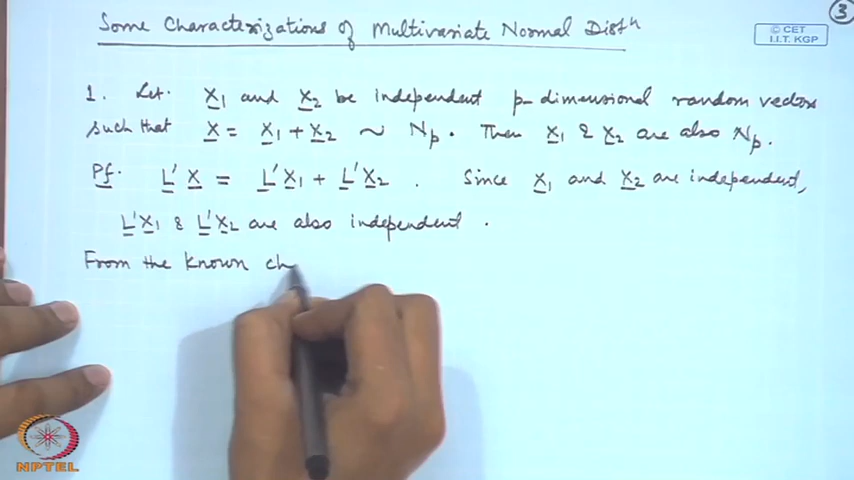 3
Some Characterizations of Multivariate Normal Distⁿ
© CET
I.I.T. KGP
1. Let X1 and X2 be independent p-dimensional random vectors
such that X = X1 + X2 ~ Np. Then X1 & X2 are also Np.
Pf. L'X = L'X1 + L'X2 . Since X1 and X2 are independent,
L'X1 & L'X2 are also independent .
From the known ch
NPTEL